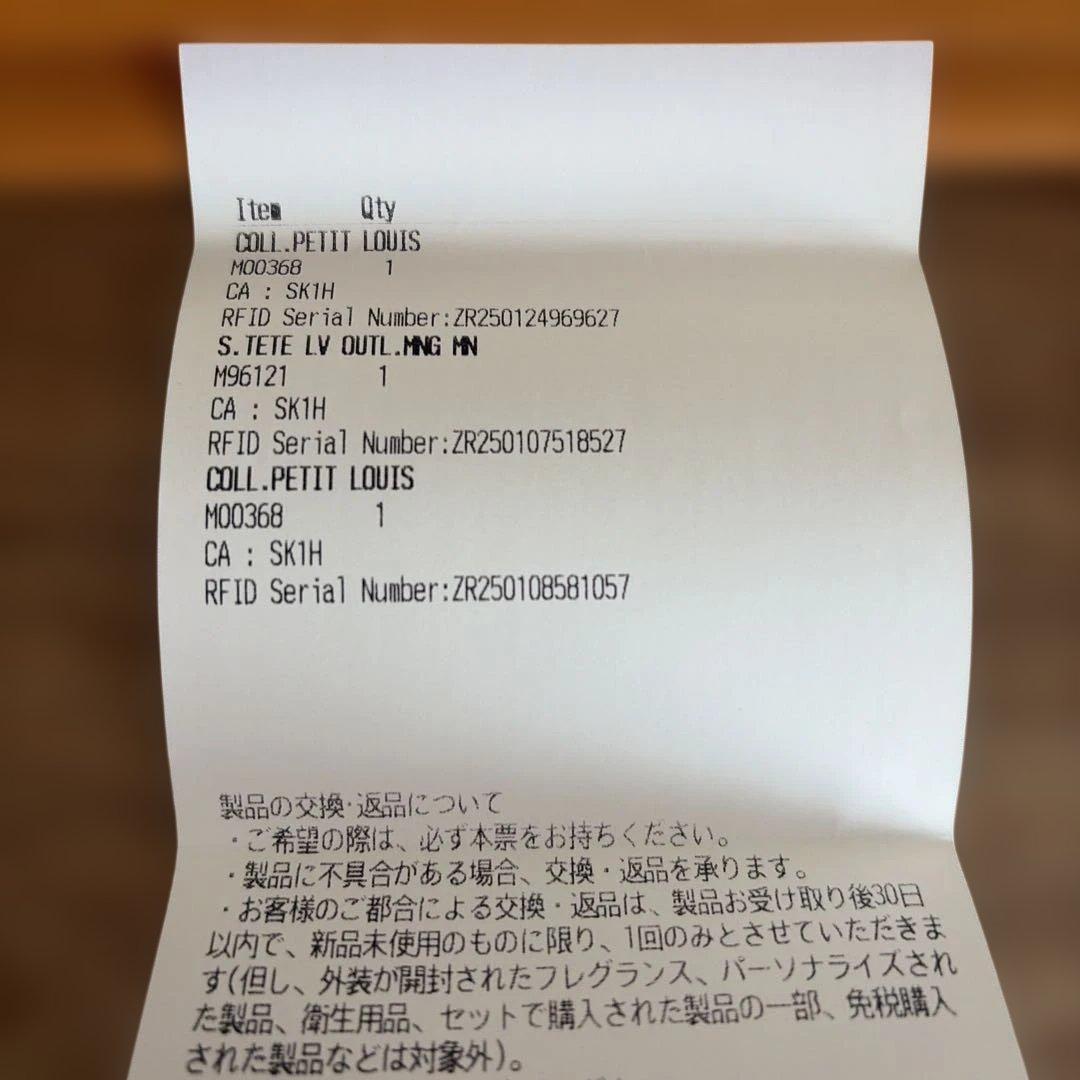 Item Qty
COLL.PETIT LOUIS
M00368 1
CA : SK1H
RFID Serial Number:ZR250124969627
S.TETE LV OUTL.MNG MN
M96121 1
CA : SK1H
RFID Serial Number:ZR250107518527
COLL.PETIT LOUIS
M00368 1
CA : SK1H
RFID Serial Number:ZR250108581057
製品の交換・返品について
・ご希望の際は、必ず本票をお持ちください。
・製品に不具合がある場合、交換・返品を承ります。
・お客様のご都合による交換・返品は、製品お受け取り後30日
以内で、新品未使用のものに限り、1回のみとさせていただきま
す(但し、外装が開封されたフレグランス、パーソナライズされ
た製品、衛生用品、セットで購入された製品の一部、免税購入
された製品などは対象外)。